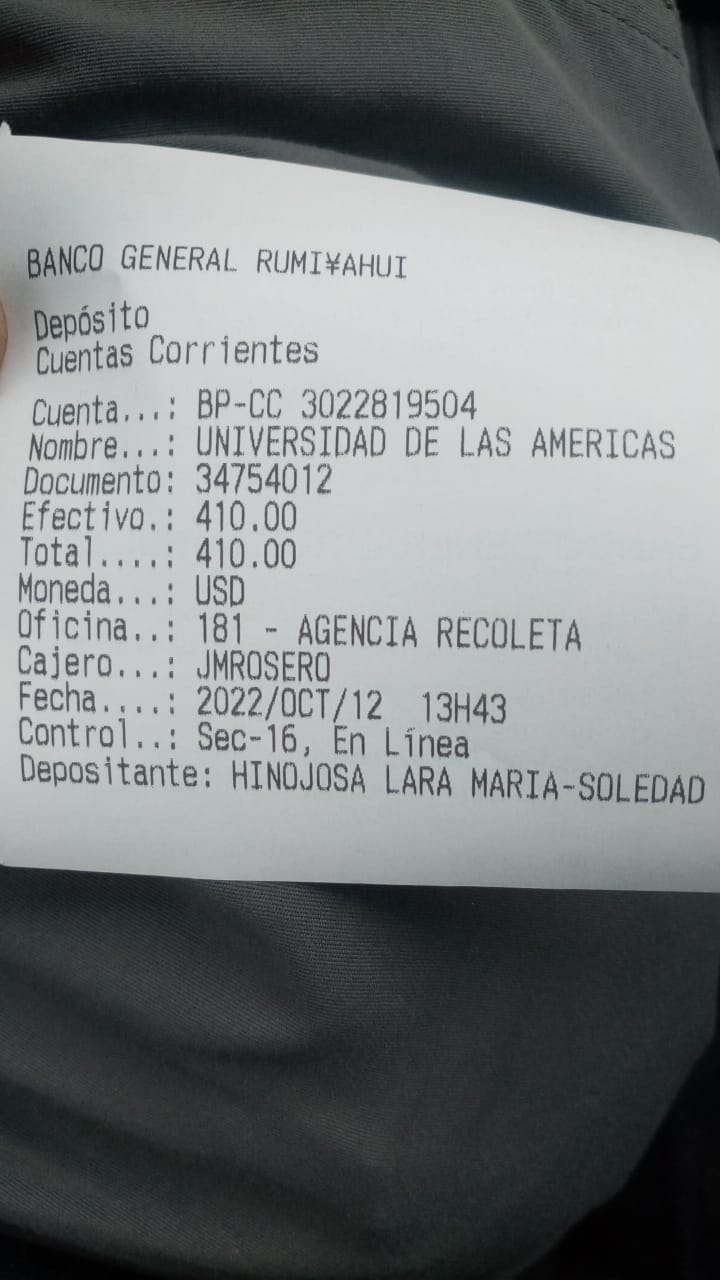 BANCO GENERAL RUMI¥AHUI
Depósito
Cuentas Corrientes
Cuenta...: BP-CC 3022819504
Nombre...: UNIVERSIDAD DE LAS AMERICAS
Documento: 34754012
Efectivo.: 410.00
Total....: 410.00
Moneda...: USD
Oficina..: 181 - AGENCIA RECOLETA
Cajero...: JMROSERO
Fecha....: 2022/OCT/12  13H43
Control..: Sec-16, En Línea
Depositante: HINOJOSA LARA MARIA-SOLEDAD